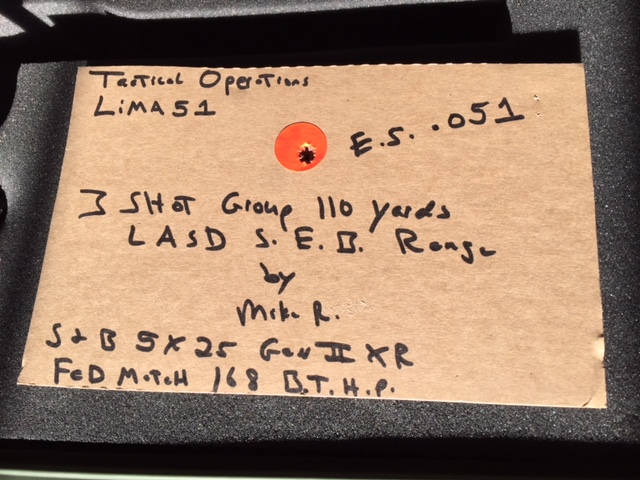 Tactical Operations
LiMA 51
E.S. .051
3 SHOT Group 110 yards
LASD S.E.B. Range
by
Mike R.
S & B 5X25 Gen II XR
FED MATCH 168 B.T.H.P.